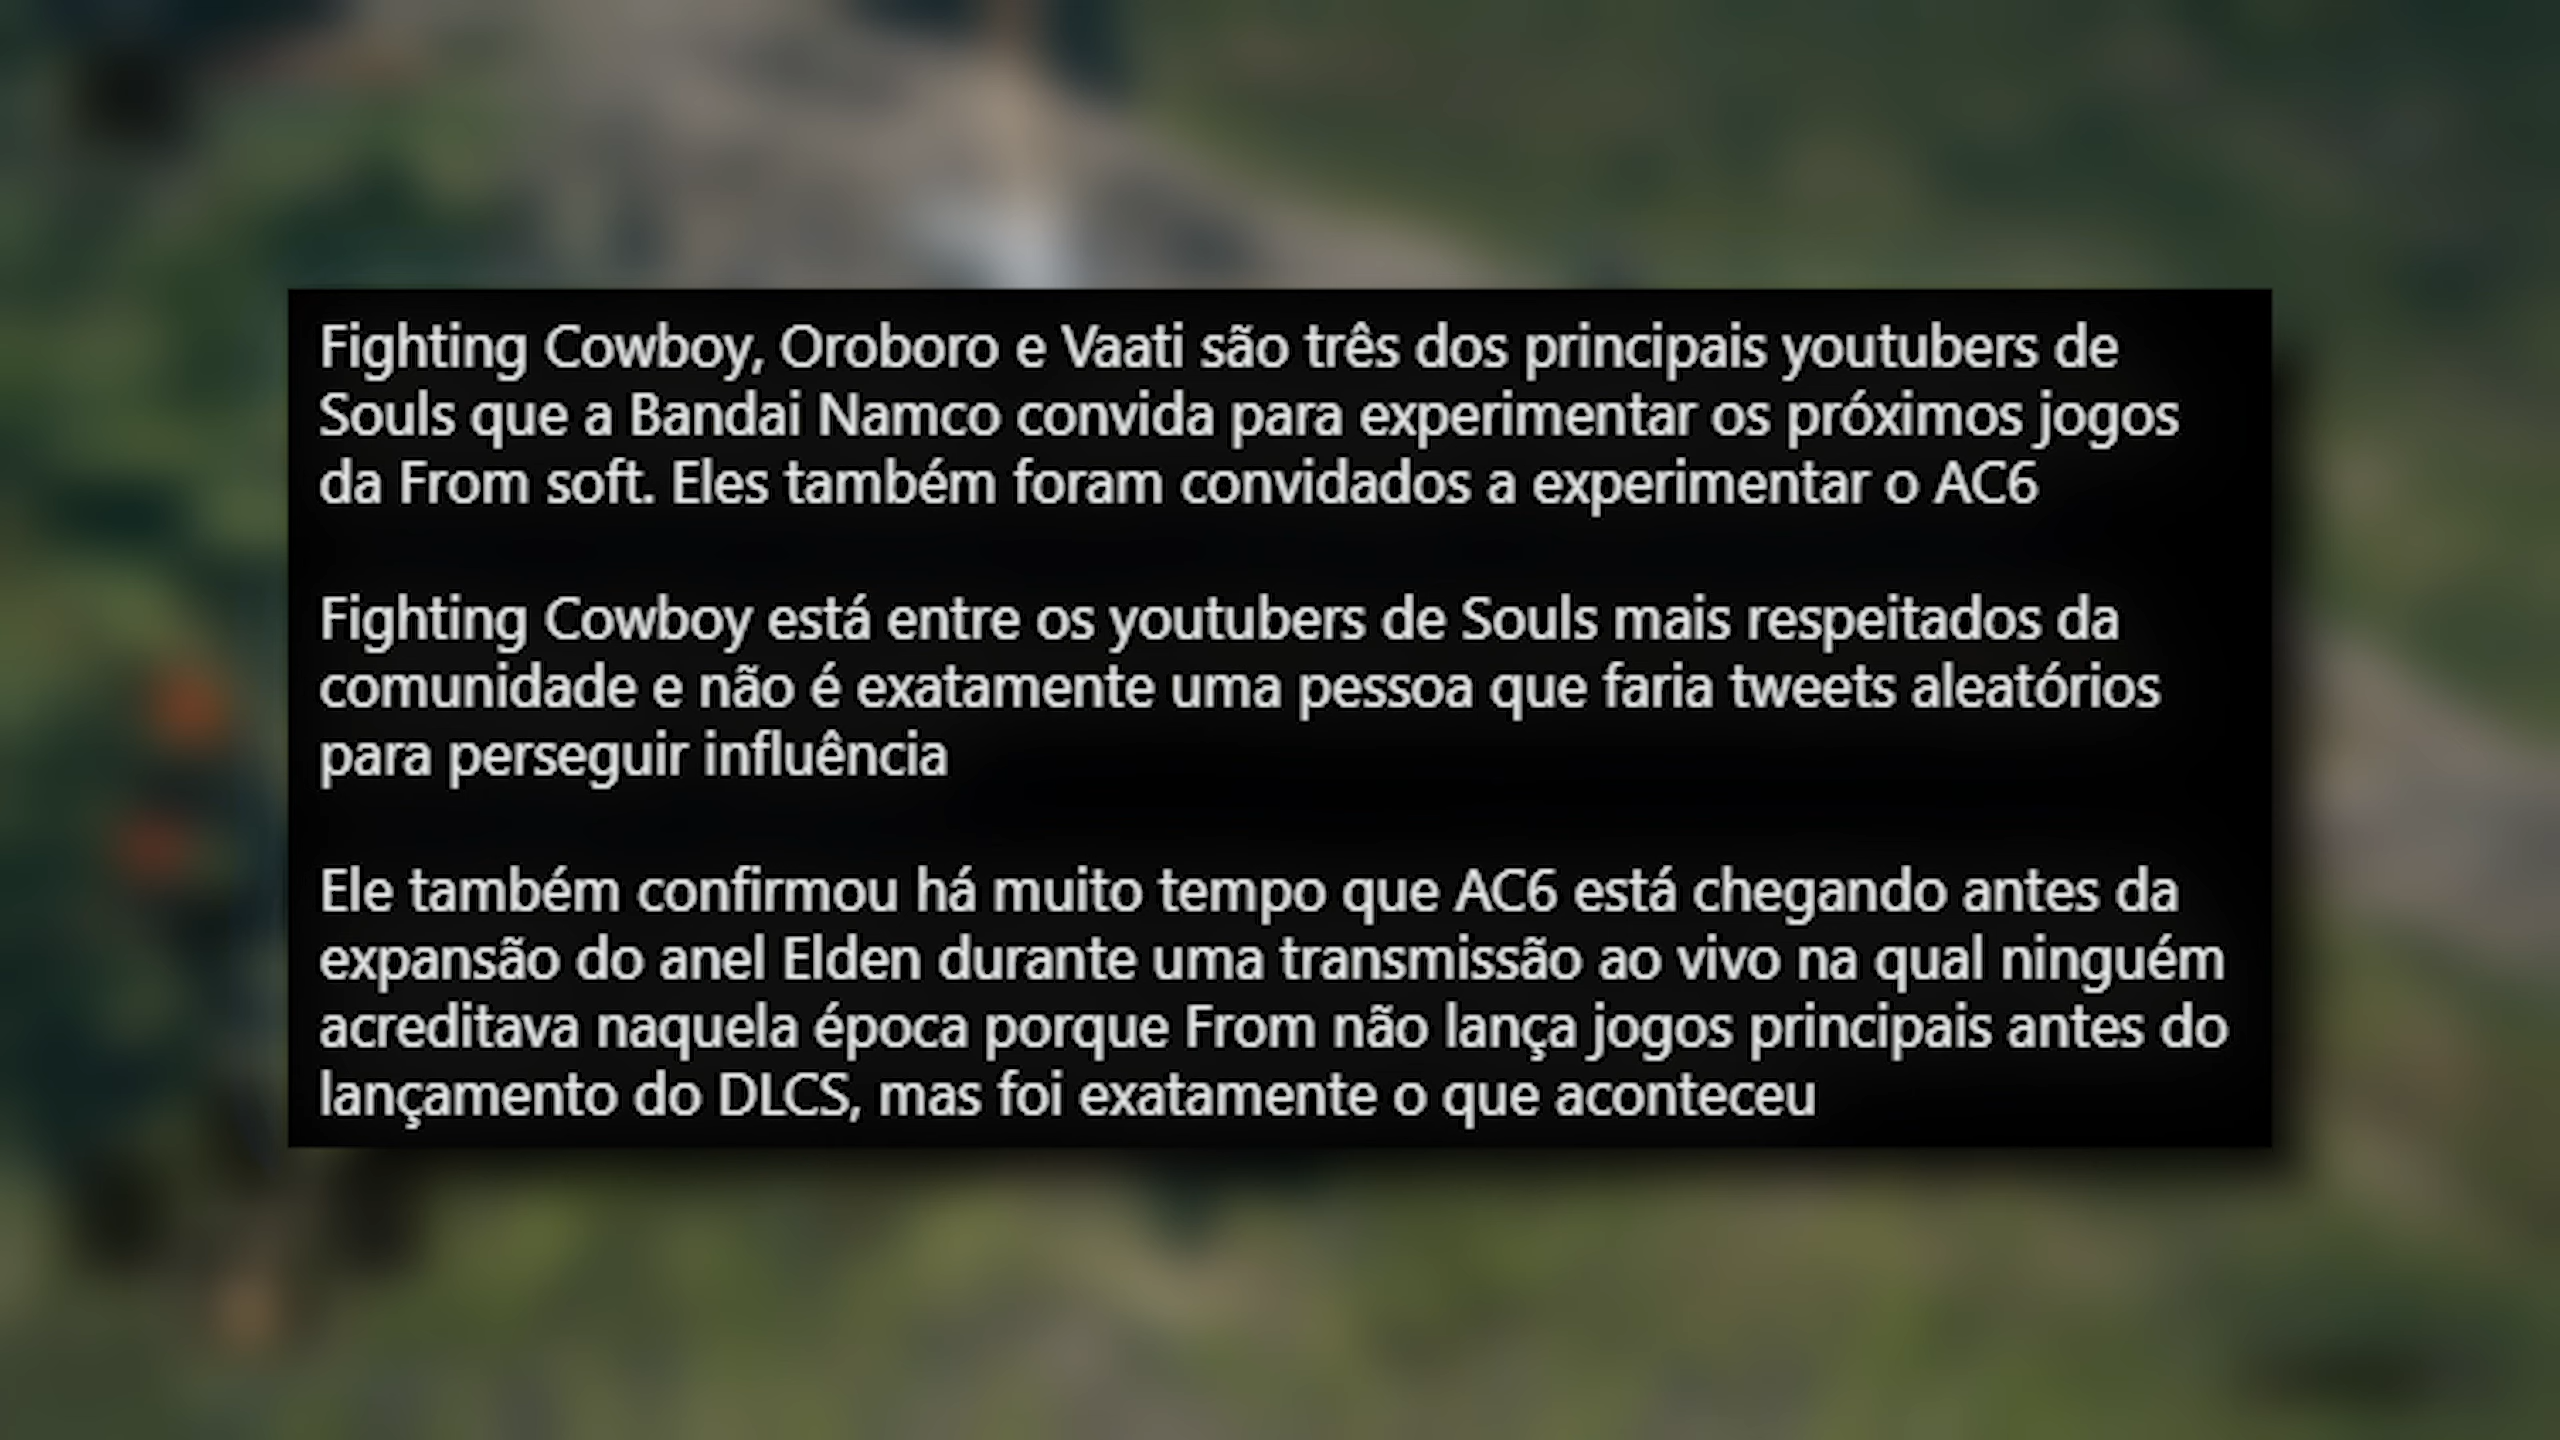 Fighting Cowboy, Oroboro e Vaati são três dos principais youtubers de
Souls que a Bandai Namco convida para experimentar os próximos jogos
da From soft. Eles também foram convidados a experimentar o AC6
Fighting Cowboy está entre os youtubers de Souls mais respeitados da
comunidade e não é exatamente uma pessoa que faria tweets aleatórios
para perseguir influência
Ele também confirmou há muito tempo que AC6 está chegando antes da
expansão do anel Elden durante uma transmissão ao vivo na qual ninguém
acreditava naquela época porque From não lança jogos principais antes do
lançamento do DLCS, mas foi exatamente o que aconteceu